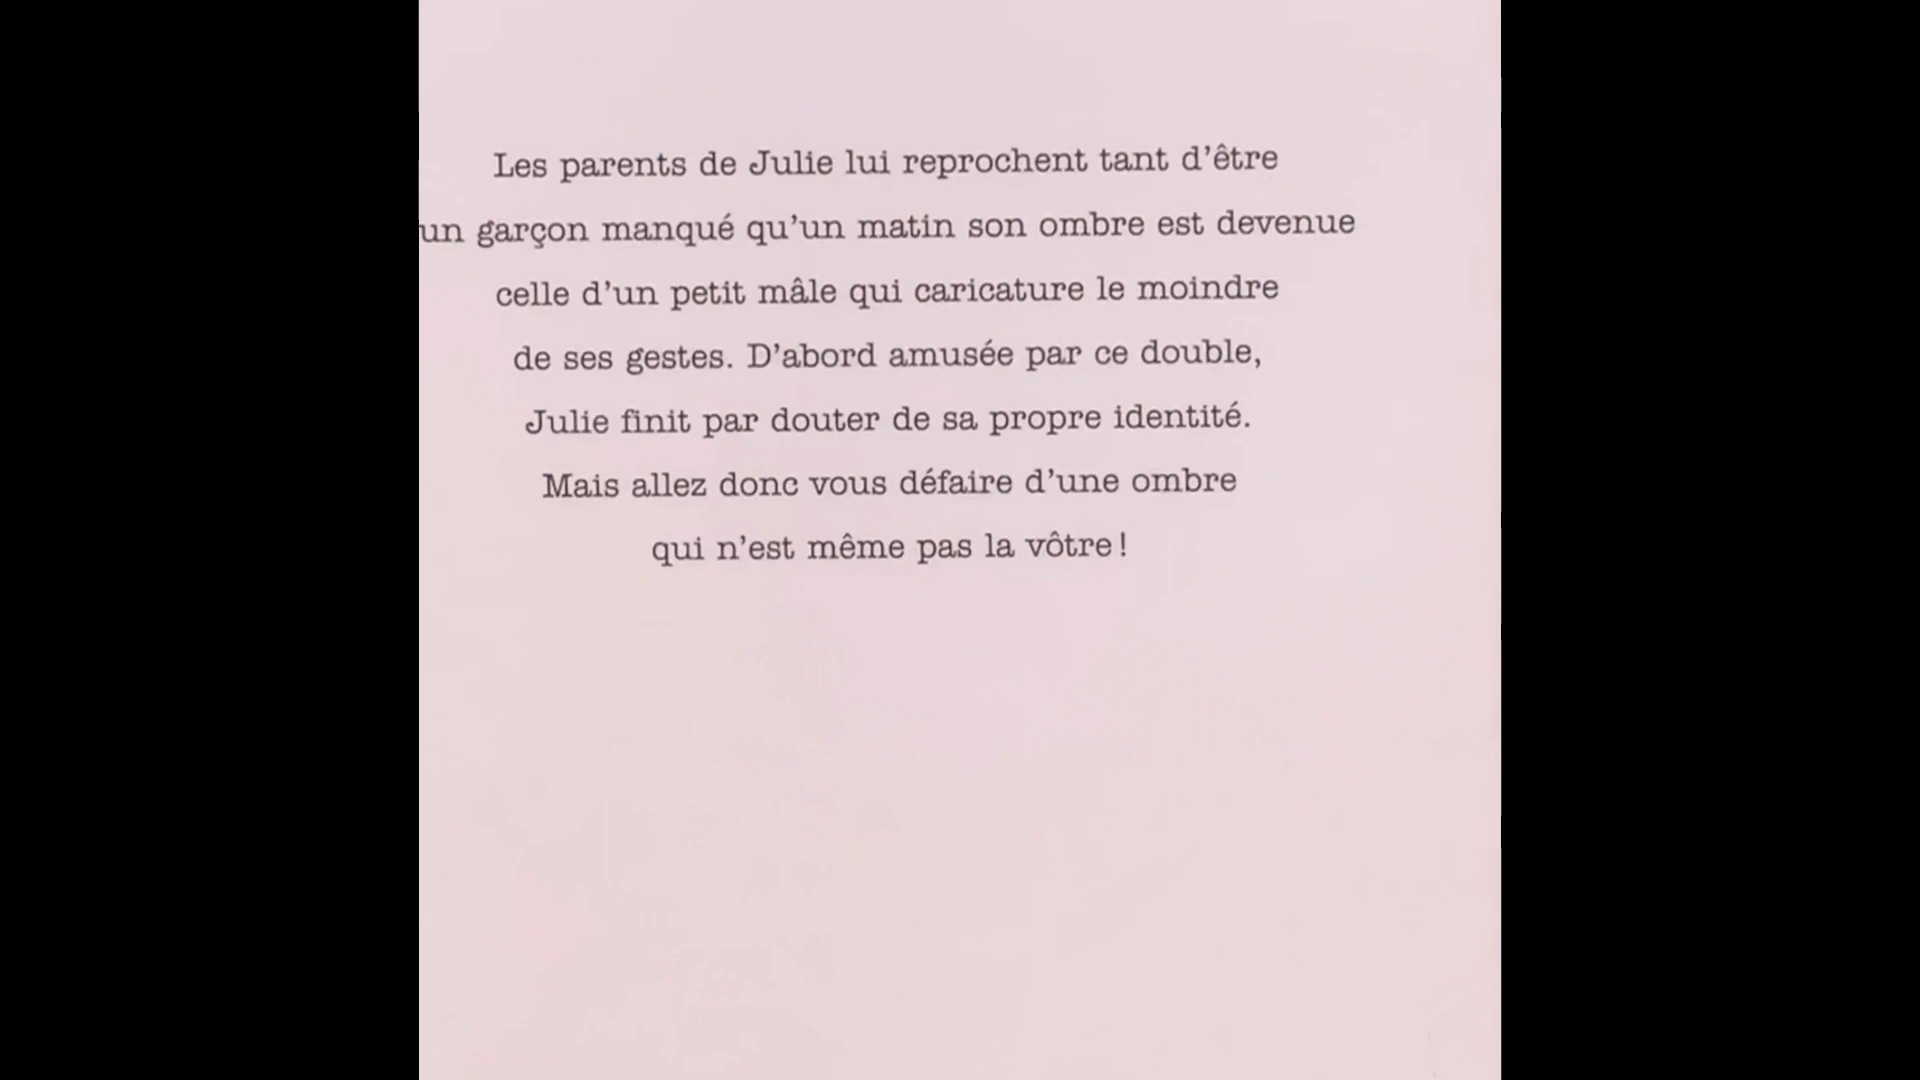 Les parents de Julie lui reprochent tant d’être
un garçon manqué qu’un matin son ombre est devenue
celle d’un petit mâle qui caricature le moindre
de ses gestes. D’abord amusée par ce double,
Julie finit par douter de sa propre identité.
Mais allez donc vous défaire d’une ombre
qui n’est même pas la vôtre !